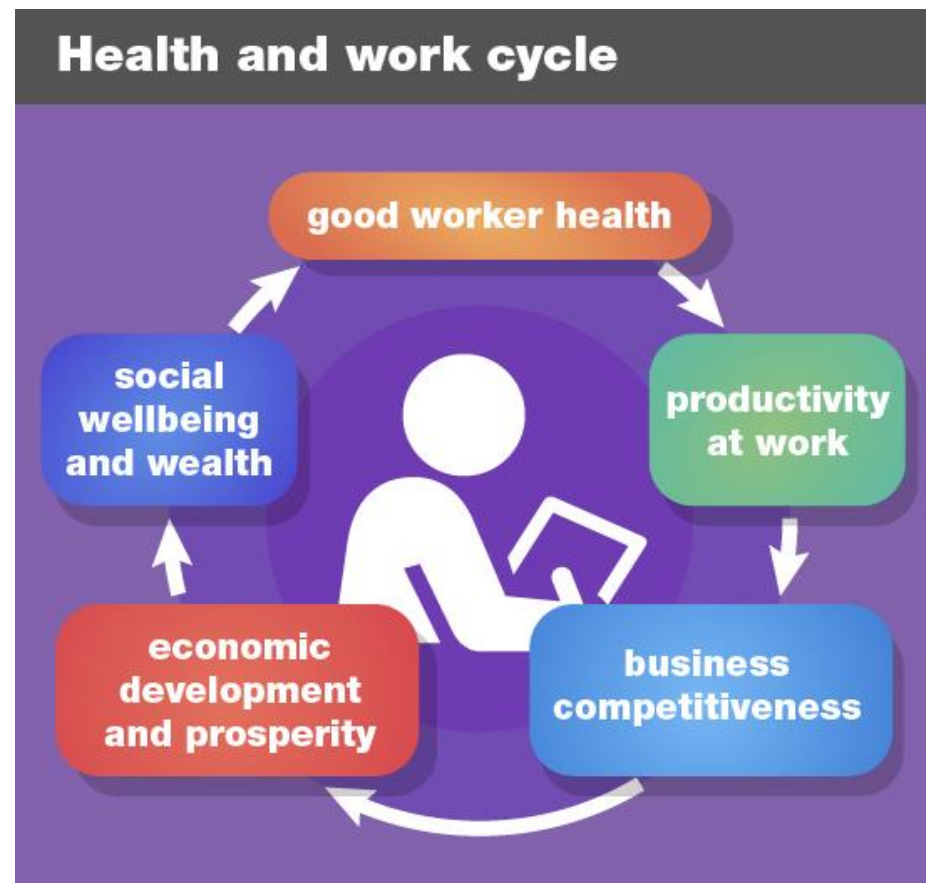 Health and work cycle
good worker health
productivity
at work
business
competitiveness
economic
development
and prosperity
social
wellbeing
and wealth